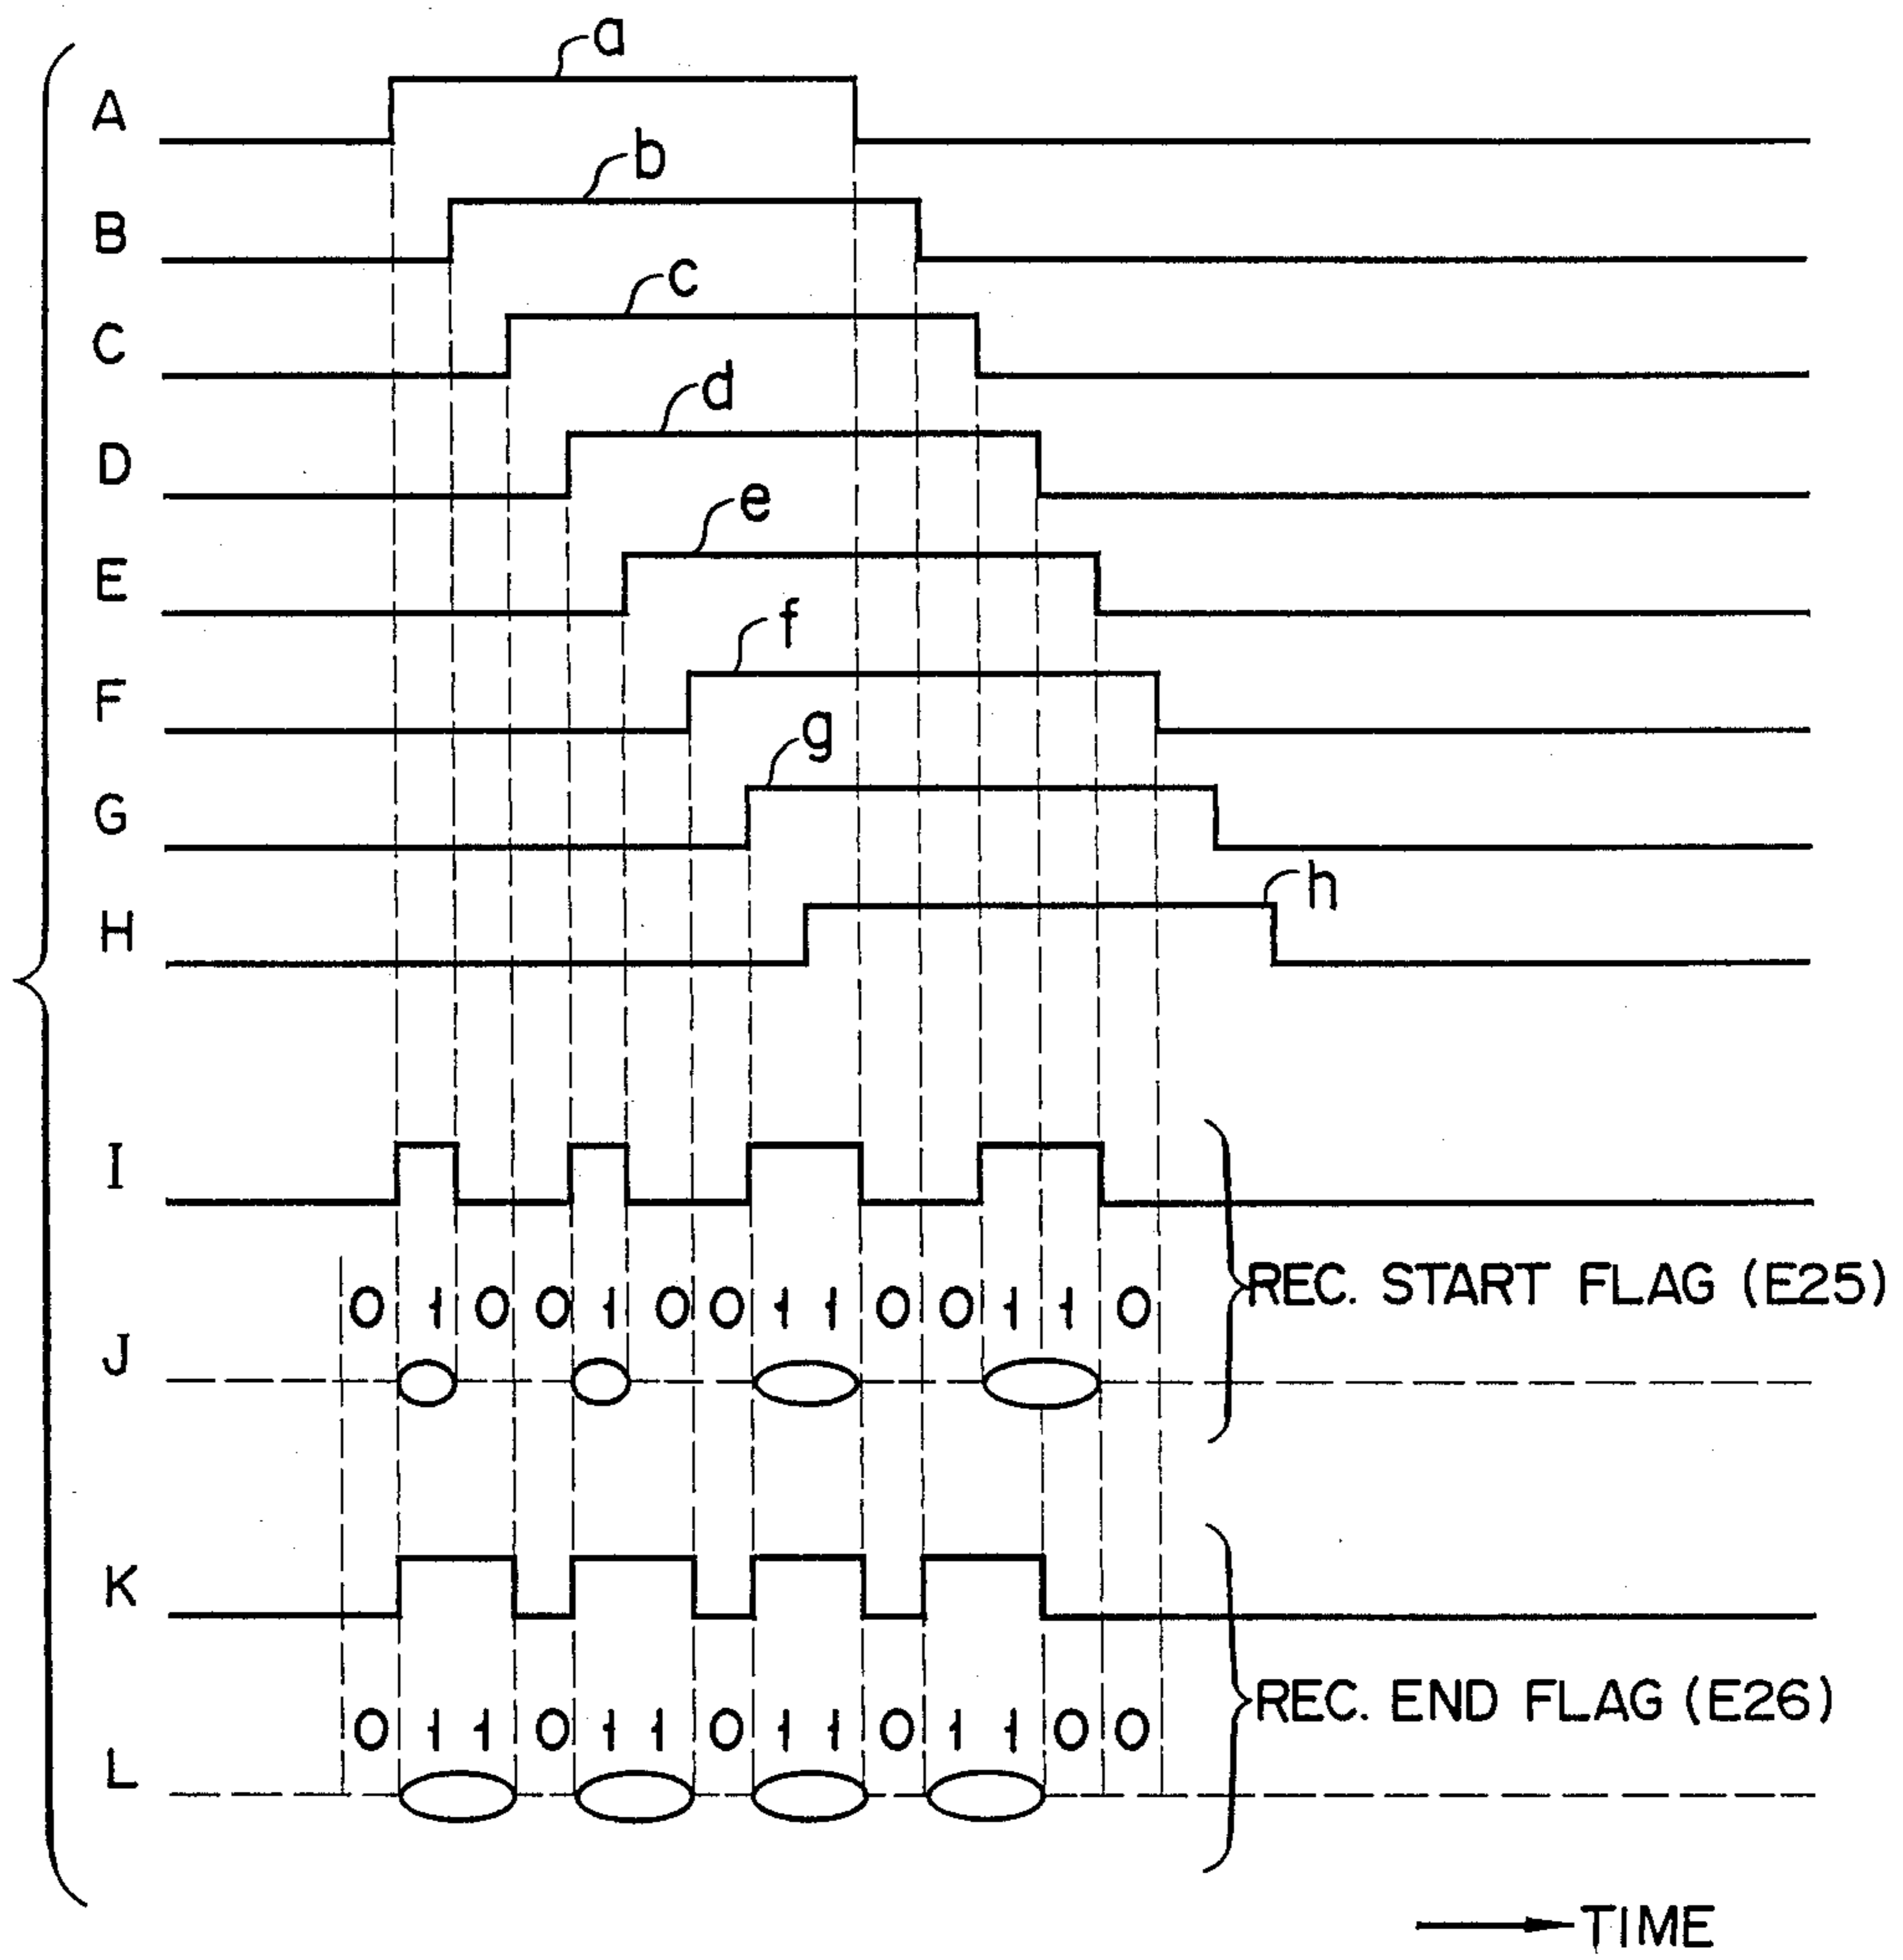 a
A
b
B
c
C
d
D
e
E
f
F
g
G
h
H
I
0 1 0 0 1 0 0 1 1 0 0 1 1 0
REC. START FLAG (E25)
J
K
0 1 1 0 1 1 0 1 1 0 1 1 0 0
REC. END FLAG (E26)
L
TIME